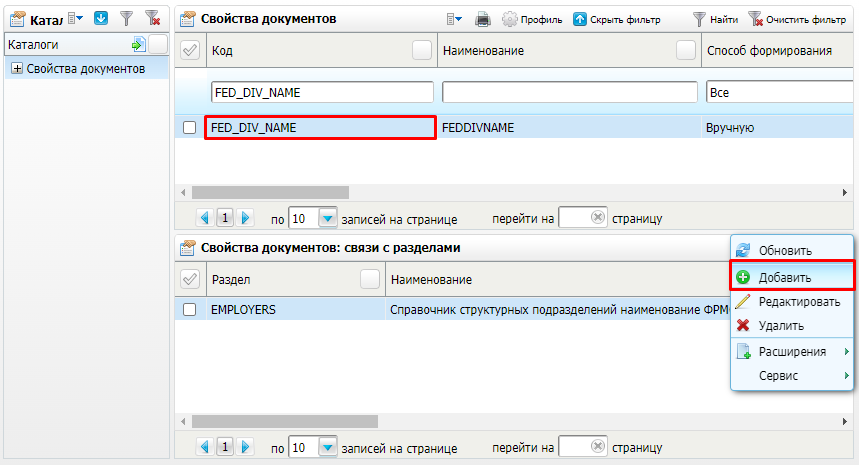 Катал
Каталоги
Свойства документов
Свойства документов
Профиль
Скрыть фильтр
Найти
Очистить фильтр
Код
Наименование
Способ формирования
FED_DIV_NAME
Все
FED_DIV_NAME
FEDDIVNAME
Вручную
1
по
10
записей на странице
перейти на
страницу
Свойства документов: связи с разделами
Раздел
Наименование
EMPLOYERS
Справочник структурных подразделений наименование ФРМ
Обновить
Добавить
Редактировать
Удалить
Расширения
Сервис
1
по
10
записей на странице
перейти на
страницу